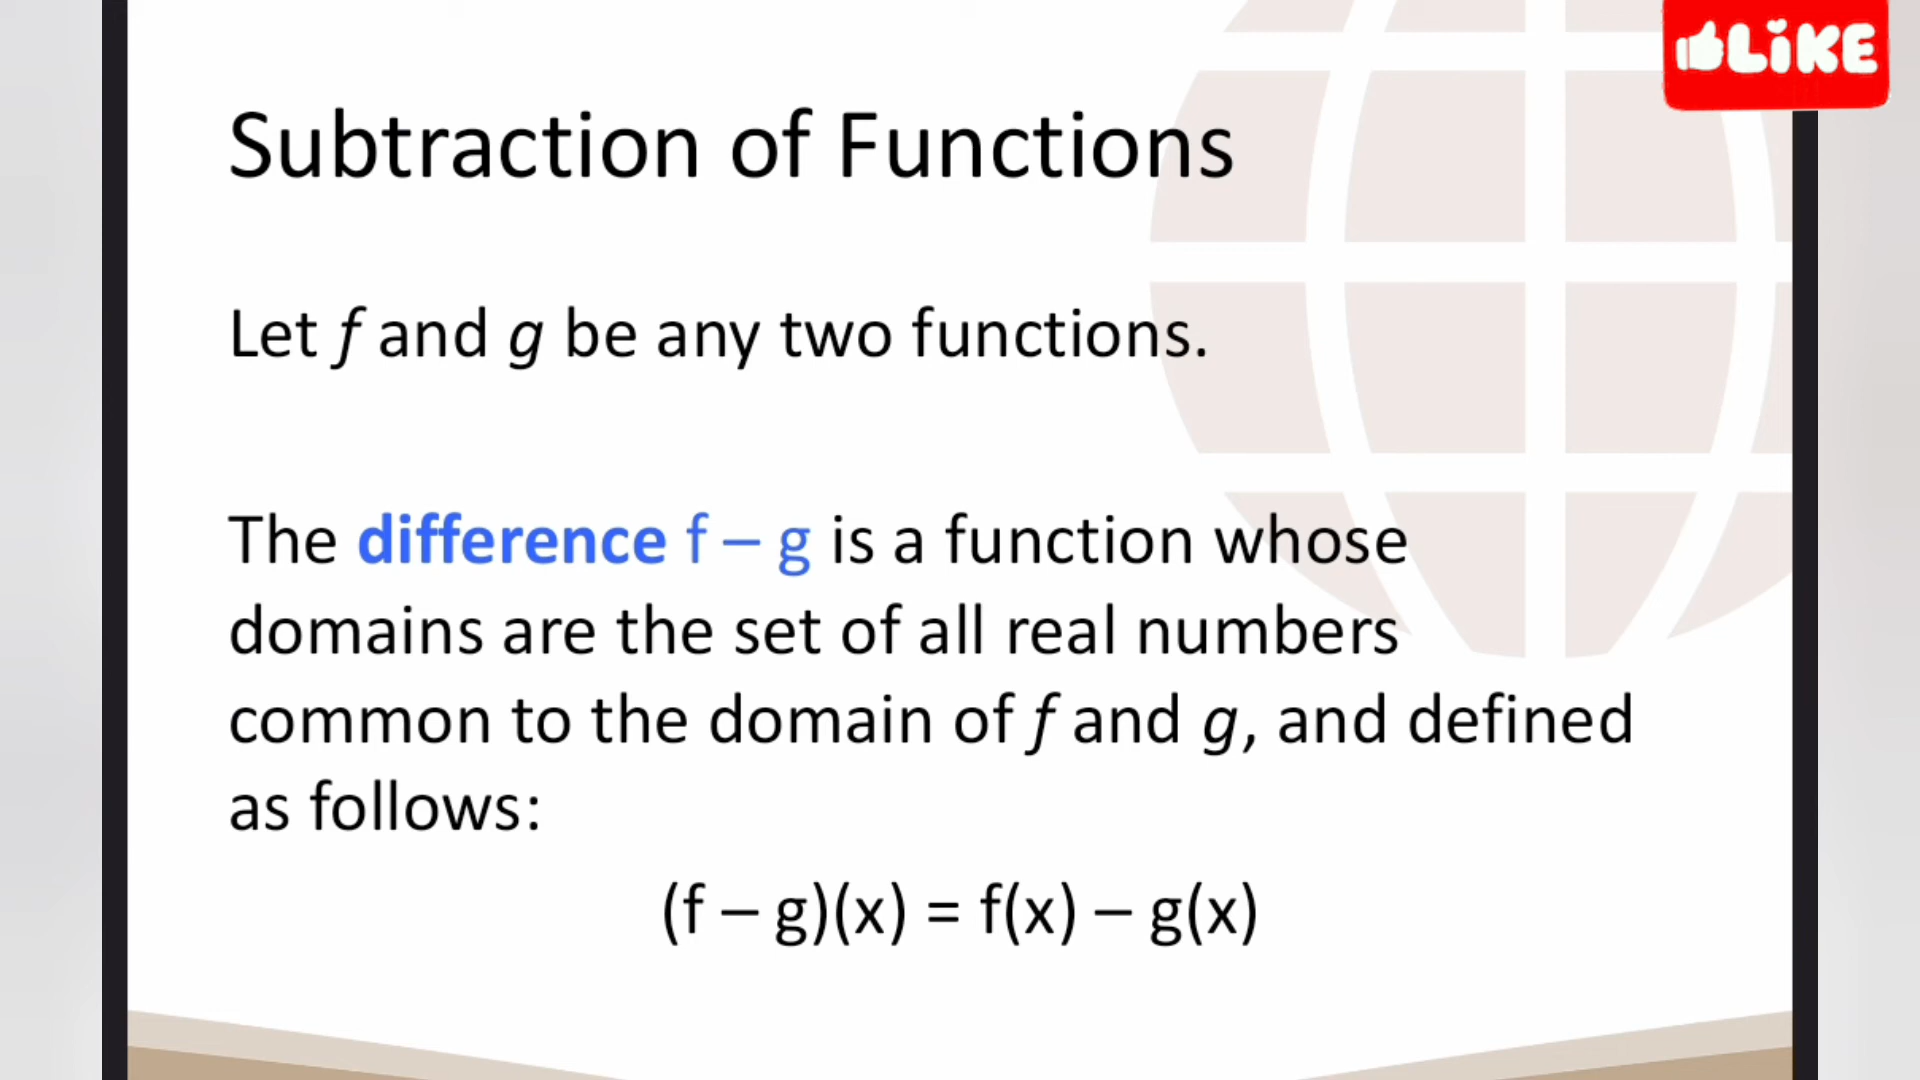 LiKE
Subtraction of Functions
Let f and g be any two functions.
The difference f – g is a function whose
domains are the set of all real numbers
common to the domain of f and g, and defined
as follows:
(f – g)(x) = f(x) – g(x)